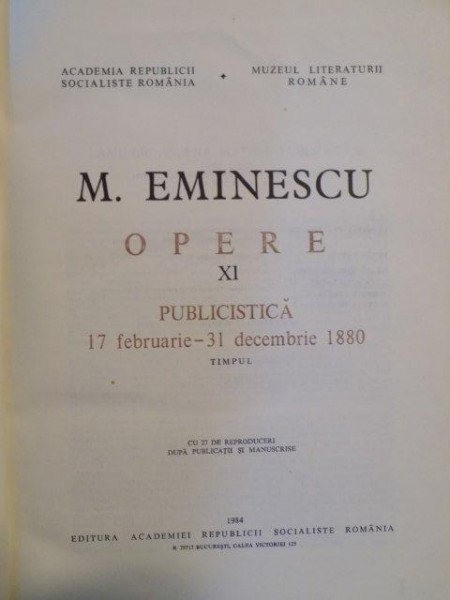 ACADEMIA REPUBLICII
SOCIALISTE ROMÂNIA
MUZEUL LITERATURII
ROMÂNE
M. EMINESCU
OPERE
XI
PUBLICISTICĂ
17 februarie – 31 decembrie 1880
TIMPUL
CU 27 DE REPRODUCERI
DUPĂ PUBLICAȚII ȘI MANUSCRISE
1984
EDITURA ACADEMIEI REPUBLICII SOCIALISTE ROMÂNIA
R 79717 BUCUREȘTI, CALEA VICTORIEI 125